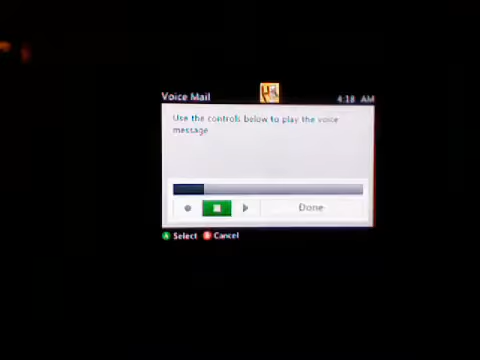 Voice Mail
4:18 AM
Use the controls below to play the voice
message
Done
A Select B Cancel